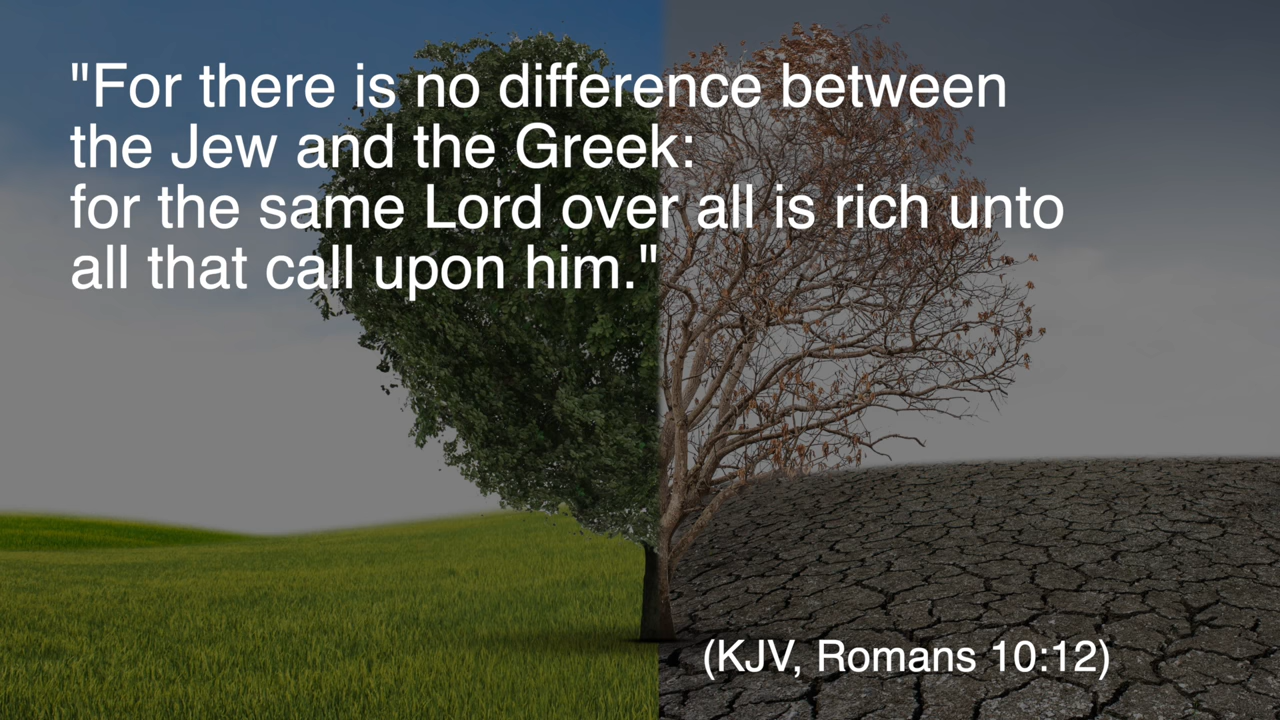 "For there is no difference between
the Jew and the Greek:
for the same Lord over all is rich unto
all that call upon him."
(KJV, Romans 10:12)